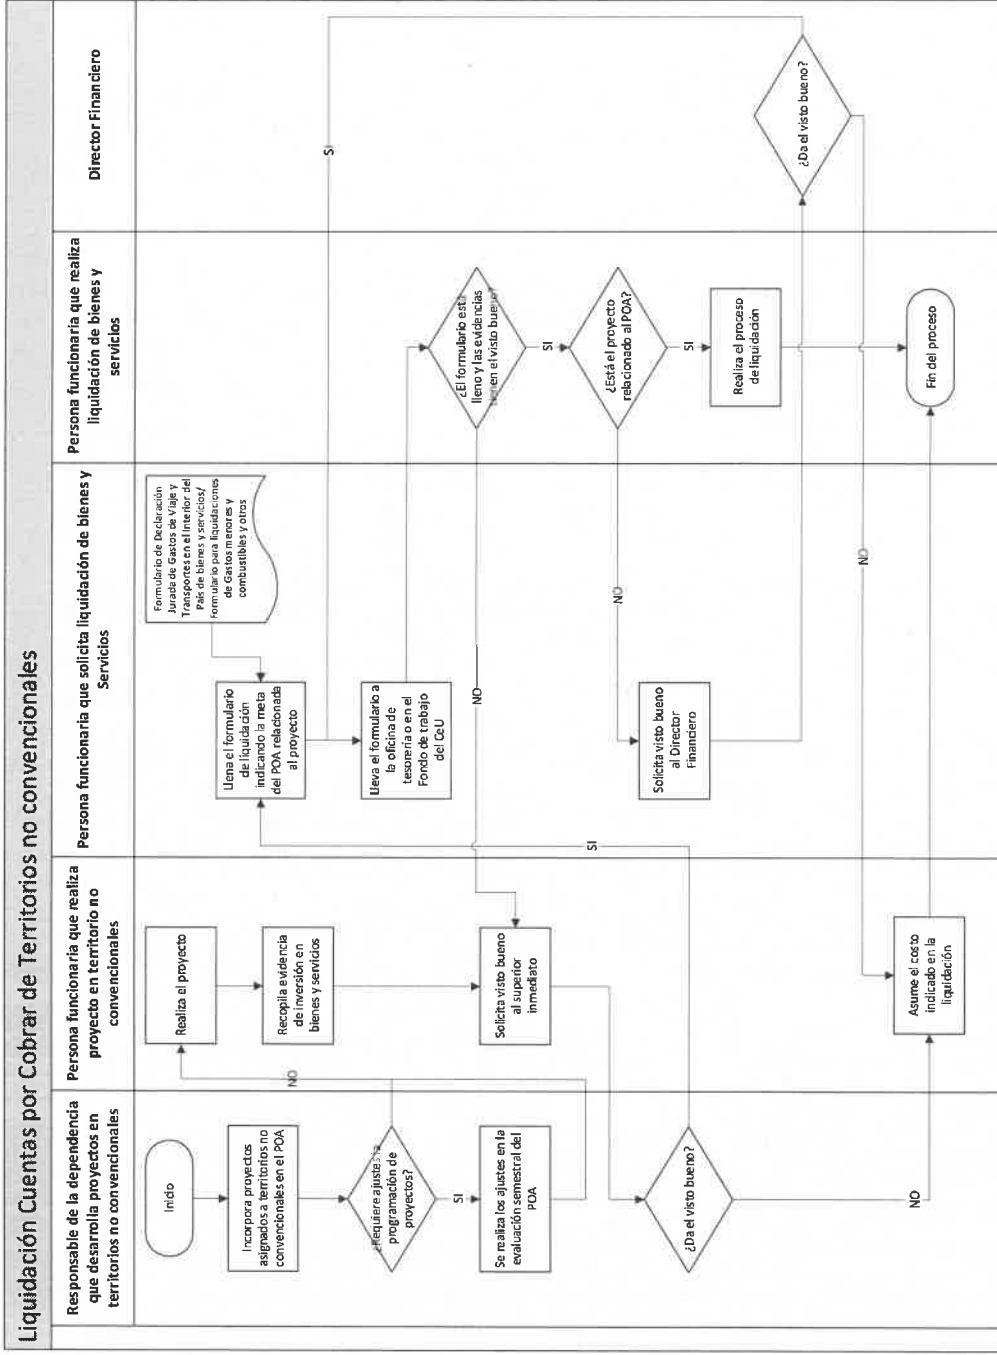 Liquidación Cuentas por Cobrar de Territorios no convencionales
Responsable de la dependencia
que desarrolla proyectos en
territorios no convencionales
Persona funcionaria que realiza
proyecto en territorio no
convencionales
Persona funcionaria que solicita liquidación de bienes y
Servicios
Persona funcionaria que realiza
liquidación de bienes y
servicios
Director Financiero
Inicio
Incorpora proyectos
asignados a territorios no
convencionales en el POA
¿Requiere ajustes la
programación de
proyectos?
SI
NO
Se realiza los ajustes en la
evaluación semestral del
POA
¿Da el visto bueno?
SI
NO
Realiza el proyecto
Recopila evidencia
de inversión en
bienes y servicios
Solicita visto bueno
al superior
inmediato
Asume el costo
indicado en la
liquidación
Formulario de Declaración
Jurada de Gastos de Viaje y
Transportes en el Interior del
País de bienes y servicios/
Formulario para liquidaciones
de Gastos menores y
combustibles y otros
Llena el formulario
de liquidación
indicando la meta
del POA relacionada
al proyecto
Lleva el formulario a
la oficina de
tesorería o en el
Fondo de trabajo
del CeU
NO
Solicita visto bueno
al Director
Financiero
NO
¿El formulario está
lleno y las evidencias
tienen el visto bueno?
SI
¿Está el proyecto
relacionado al POA?
SI
Realiza el proceso
de liquidación
Fin del proceso
SI
¿Da el visto bueno?
NO